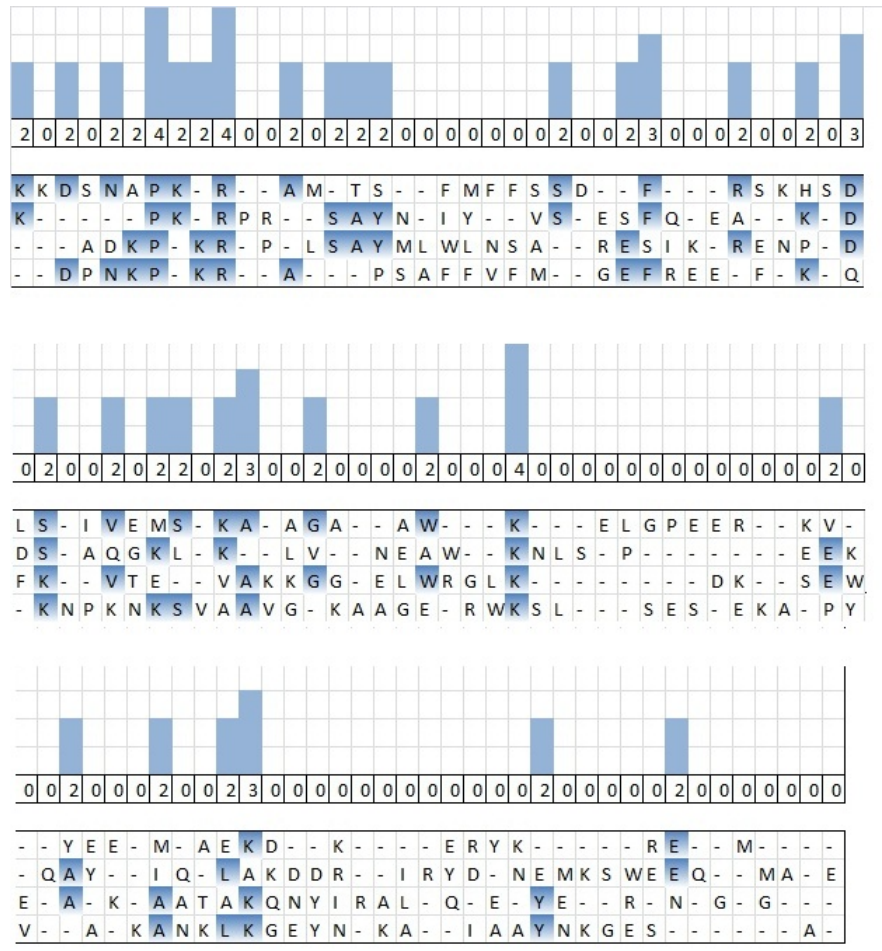 2 0 2 0 2 2 4 2 2 4 0 0 2 0 2 2 2 0 0 0 0 0 0 0 2 0 0 2 3 0 0 0 2 0 0 2 0 3
K K D S N A P K - R - - A M - T S - - F M F F S S D - - F - - - R S K H S D
K - - - - - P K - R P R - - S A Y N - I Y - - V S - E S F Q - E A - - K - D
- - - A D K P - K R - P - L S A Y M L W L N S A - - R E S I K - R E N P - D
- - D P N K P - K R - - A - - - P S A F F V F M - - G E F R E E - F - K - Q
0 2 0 0 2 0 2 2 0 2 3 0 0 2 0 0 0 0 2 0 0 0 4 0 0 0 0 0 0 0 0 0 0 0 0 0 2 0
L S - I V E M S - K A - A G A - - A W - - - K - - - E L G P E E R - - K V -
D S - A Q G K L - K - - L V - - N E A W - - K N L S - P - - - - - - - E E K
F K - - V T E - - V A K K G G - E L W R G L K - - - - - - - - D K - - S E W
- K N P K N K S V A A V G - K A A G E - R W K S L - - - S E S - E K A - P Y
0 0 2 0 0 0 2 0 0 2 3 0 0 0 0 0 0 0 0 0 0 0 0 2 0 0 0 0 0 2 0 0 0 0 0 0 0
- - Y E E - M - A E K D - - K - - - - E R Y K - - - - - R E - - M - - - -
- Q A Y - - I Q - L A K D D R - - I R Y D - N E M K S W E E Q - - M A - E
E - A - K - A A T A K Q N Y I R A L - Q - E - Y E - - R - N - G - G - - -
V - - A - K A N K L K G E Y N - K A - - I A A Y N K G E S - - - - - - A -